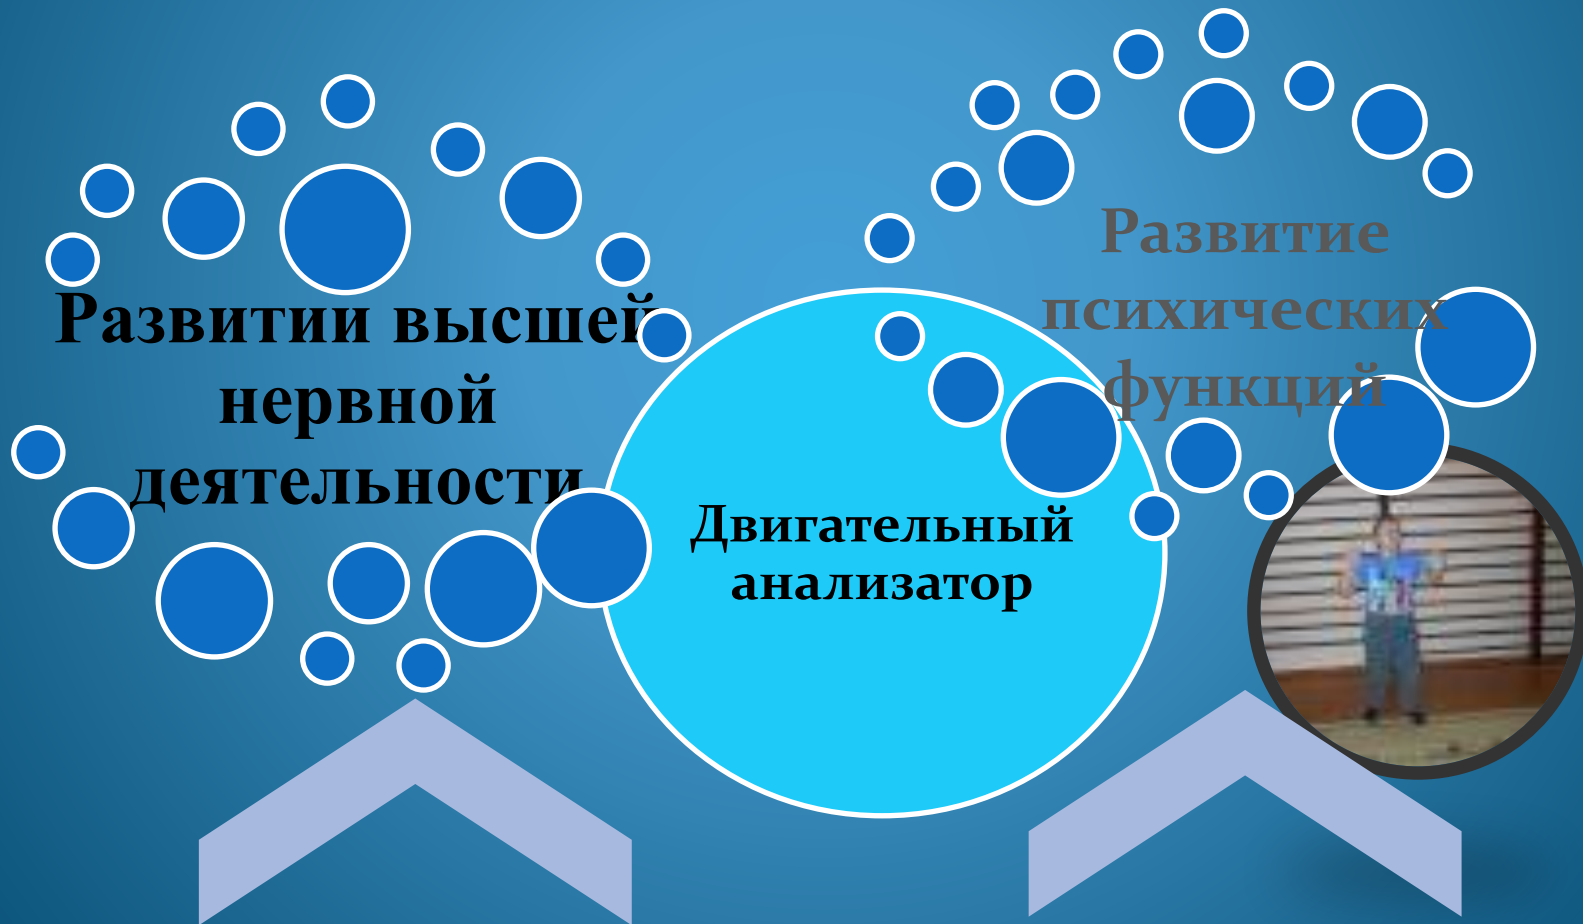 Развитии высшей
нервной
деятельности
Двигательный
анализатор
Развитие
психических
функций